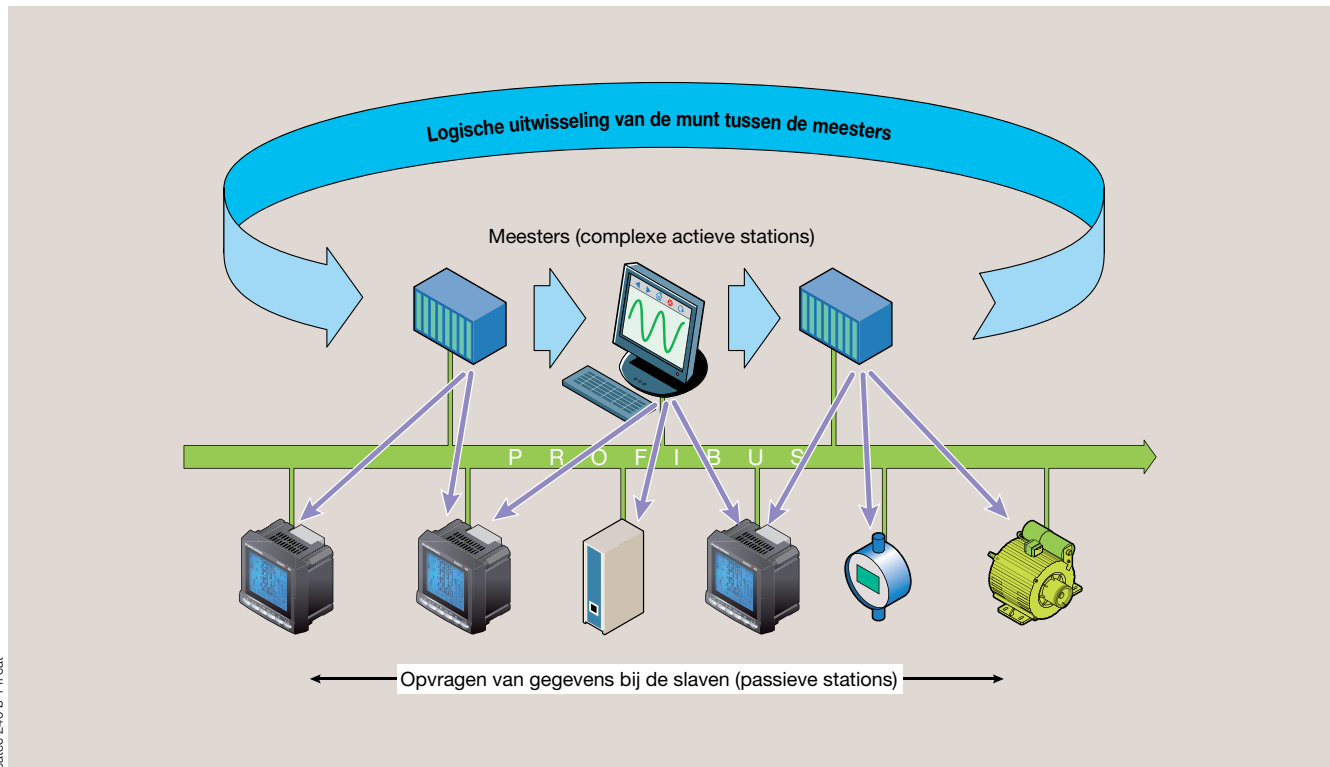 Logische uitwisseling van de munt tussen de meesters
Meesters (complexe actieve stations)
PROFIBUS
Opvragen van gegevens bij de slaven (passieve stations)